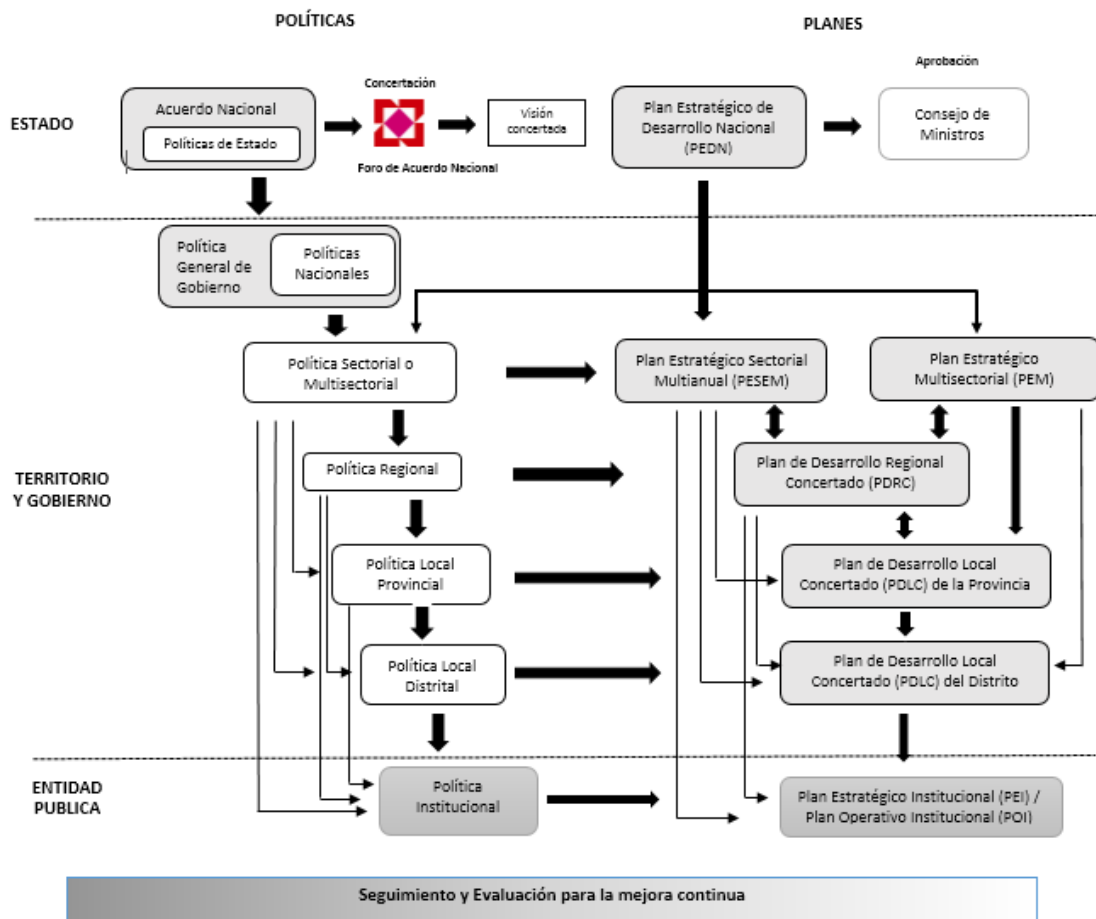 POLÍTICAS
PLANES
ESTADO
Acuerdo Nacional
Políticas de Estado
Concertación
Foro de Acuerdo Nacional
Visión
concertada
Plan Estratégico de
Desarrollo Nacional
(PEDN)
Aprobación
Consejo de
Ministros
Política
General de
Gobierno
Políticas
Nacionales
Política Sectorial o
Multisectorial
Plan Estratégico Sectorial
Multianual (PESEM)
Plan Estratégico
Multisectorial (PEM)
TERRITORIO
Y GOBIERNO
Política Regional
Plan de Desarrollo Regional
Concertado (PDRC)
Política Local
Provincial
Plan de Desarrollo Local
Concertado (PDLC) de la Provincia
Política Local
Distrital
Plan de Desarrollo Local
Concertado (PDLC) del Distrito
ENTIDAD
PUBLICA
Política
Institucional
Plan Estratégico Institucional (PEI) /
Plan Operativo Institucional (POI)
Seguimiento y Evaluación para la mejora continua